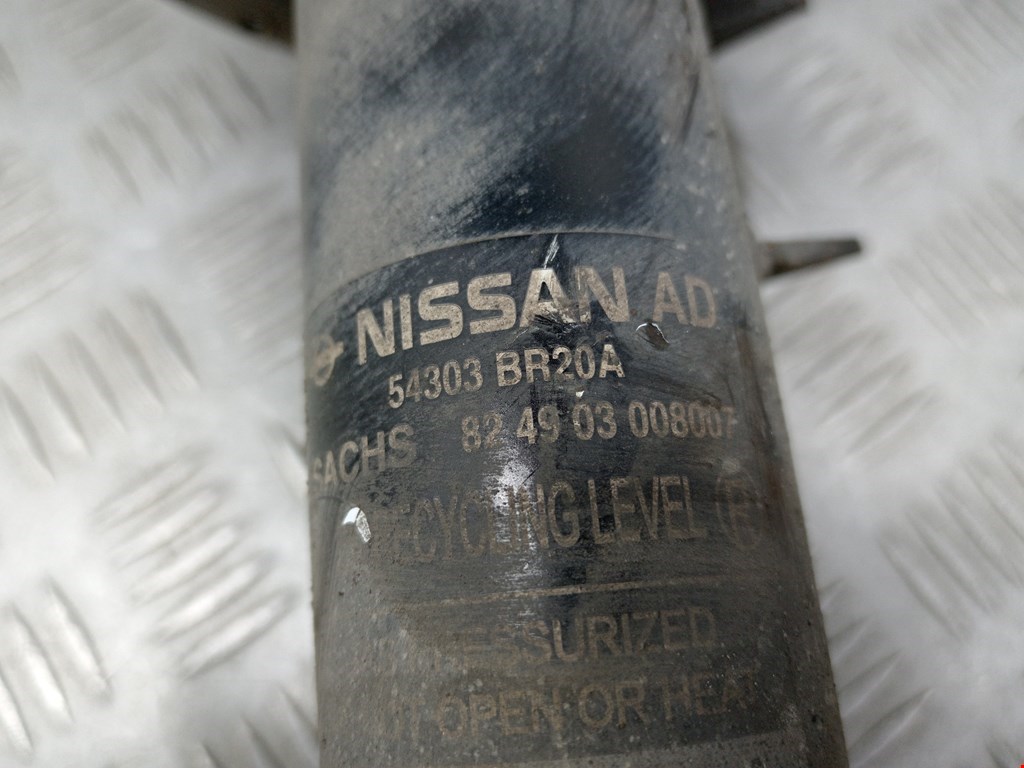 NISSAN AD
54303 BR20A
SACHS 82 49 03 008007
RECYCLING LEVEL E
PRESSURIZED
OPEN OR HEAT